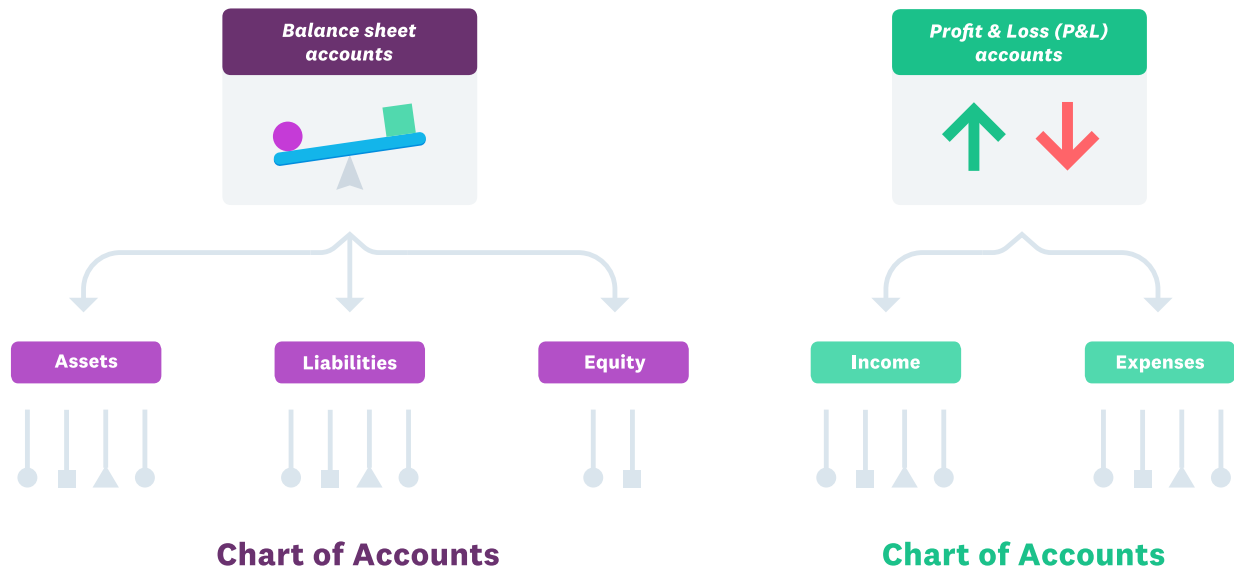 Balance sheet
accounts
Profit & Loss (P&L)
accounts
Assets
Liabilities
Equity
Income
Expenses
Chart of Accounts
Chart of Accounts